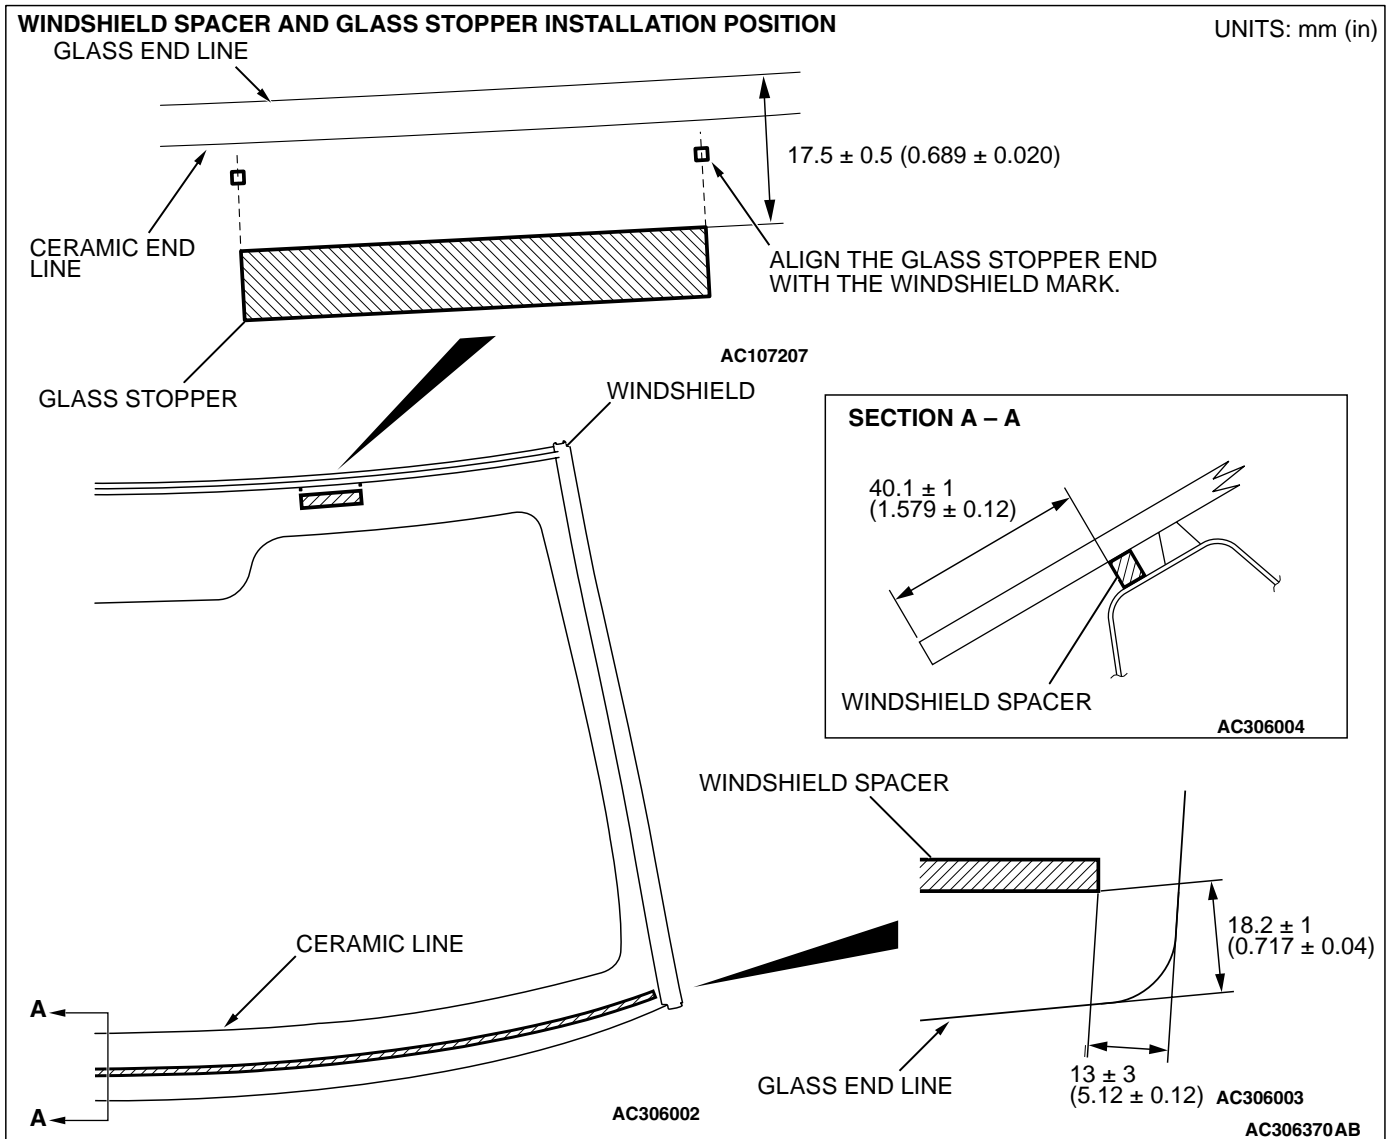 WINDSHIELD SPACER AND GLASS STOPPER INSTALLATION POSITION
UNITS: mm (in)
GLASS END LINE
17.5 ± 0.5 (0.689 ± 0.020)
CERAMIC END
LINE
ALIGN THE GLASS STOPPER END
WITH THE WINDSHIELD MARK.
AC107207
GLASS STOPPER
WINDSHIELD
SECTION A – A
40.1 ± 1
(1.579 ± 0.12)
WINDSHIELD SPACER
AC306004
WINDSHIELD SPACER
18.2 ± 1
(0.717 ± 0.04)
CERAMIC LINE
A
A
GLASS END LINE
13 ± 3
(5.12 ± 0.12)
AC306003
AC306002
AC306370AB